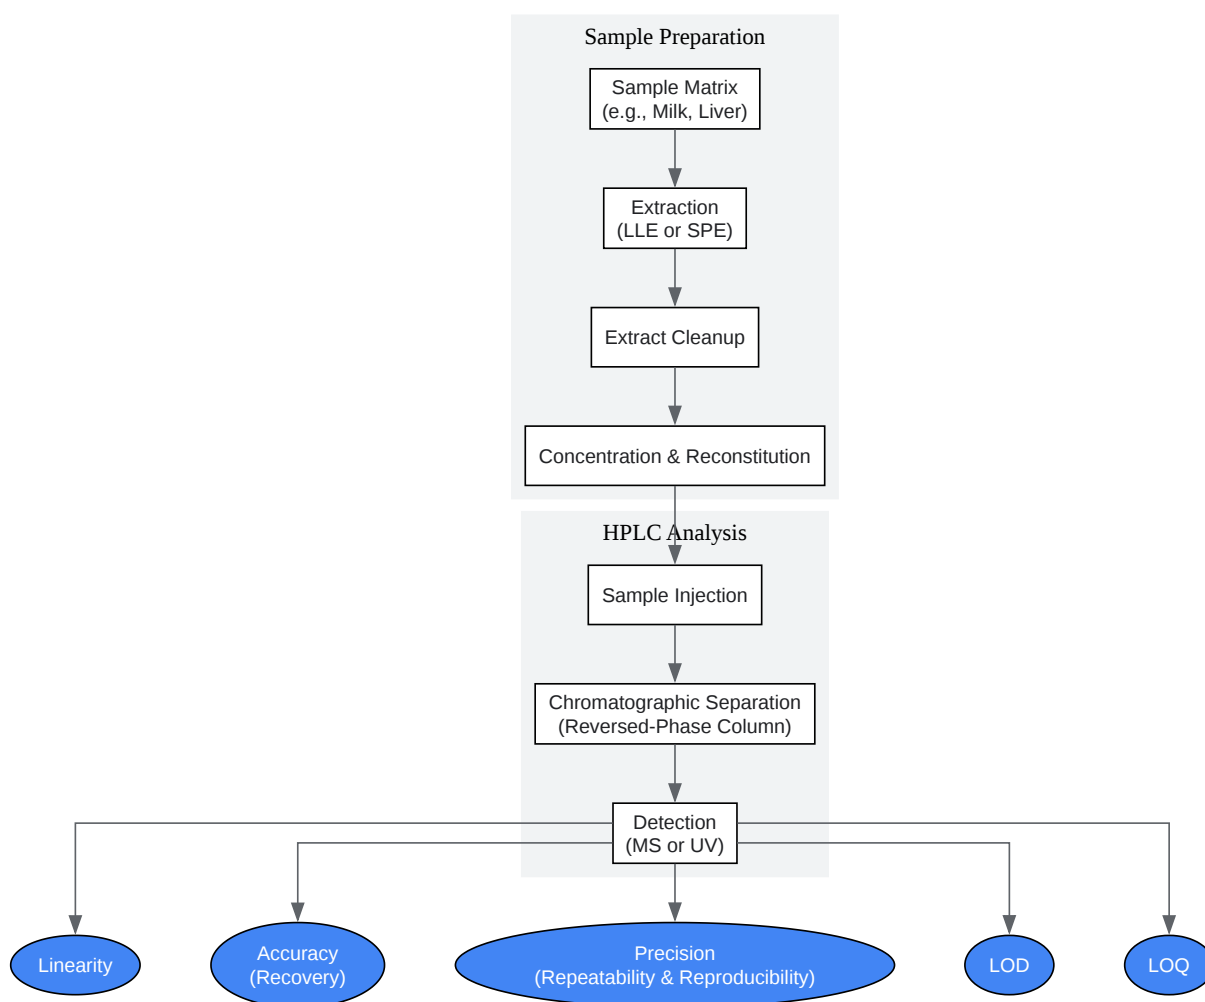 Sample Preparation
Sample Matrix
(e.g., Milk, Liver)
Extraction
(LLE or SPE)
Extract Cleanup
Concentration & Reconstitution
HPLC Analysis
Sample Injection
Chromatographic Separation
(Reversed-Phase Column)
Detection
(MS or UV)
Linearity
Accuracy
(Recovery)
Precision
(Repeatability & Reproducibility)
LOD
LOQ